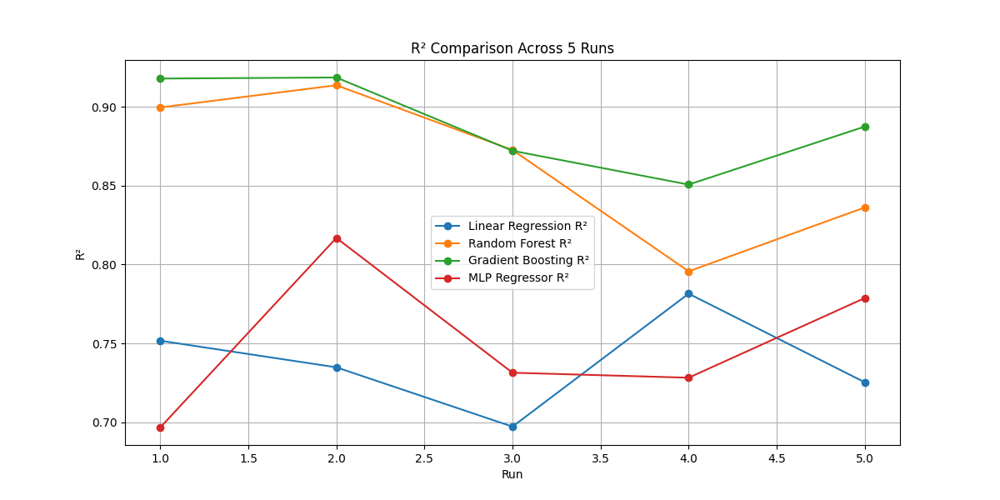 R² Comparison Across 5 Runs
R²
0.90
0.85
0.80
0.75
0.70
Linear Regression R²
Random Forest R²
Gradient Boosting R²
MLP Regressor R²
1.0 1.5 2.0 2.5 3.0 3.5 4.0 4.5 5.0
Run